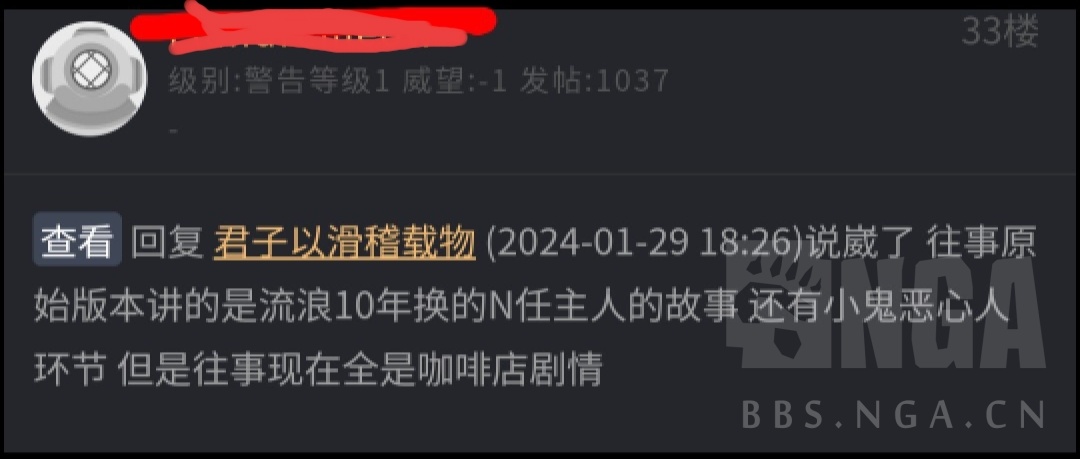 33楼
级别:警告等级1 威望:-1 发帖:1037
-
查看 回复 君子以滑稽载物 (2024-01-29 18:26)说崴了 往事原
始版本讲的是流浪10年换的N任主人的故事 还有小鬼恶心人
环节 但是往事现在全是咖啡店剧情
NGA
BBS.NGA.CN